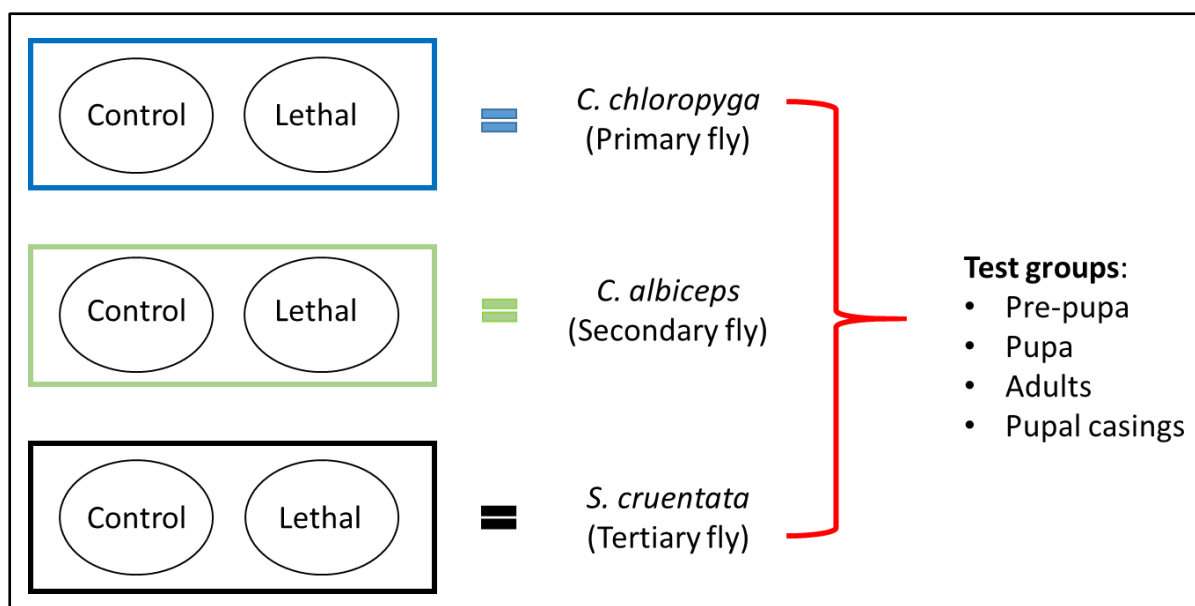 Control Lethal
C. chloropyga
(Primary fly)
Control Lethal
C. albiceps
(Secondary fly)
Control Lethal
S. cruentata
(Tertiary fly)
Test groups:
• Pre-pupa
• Pupa
• Adults
• Pupal casings